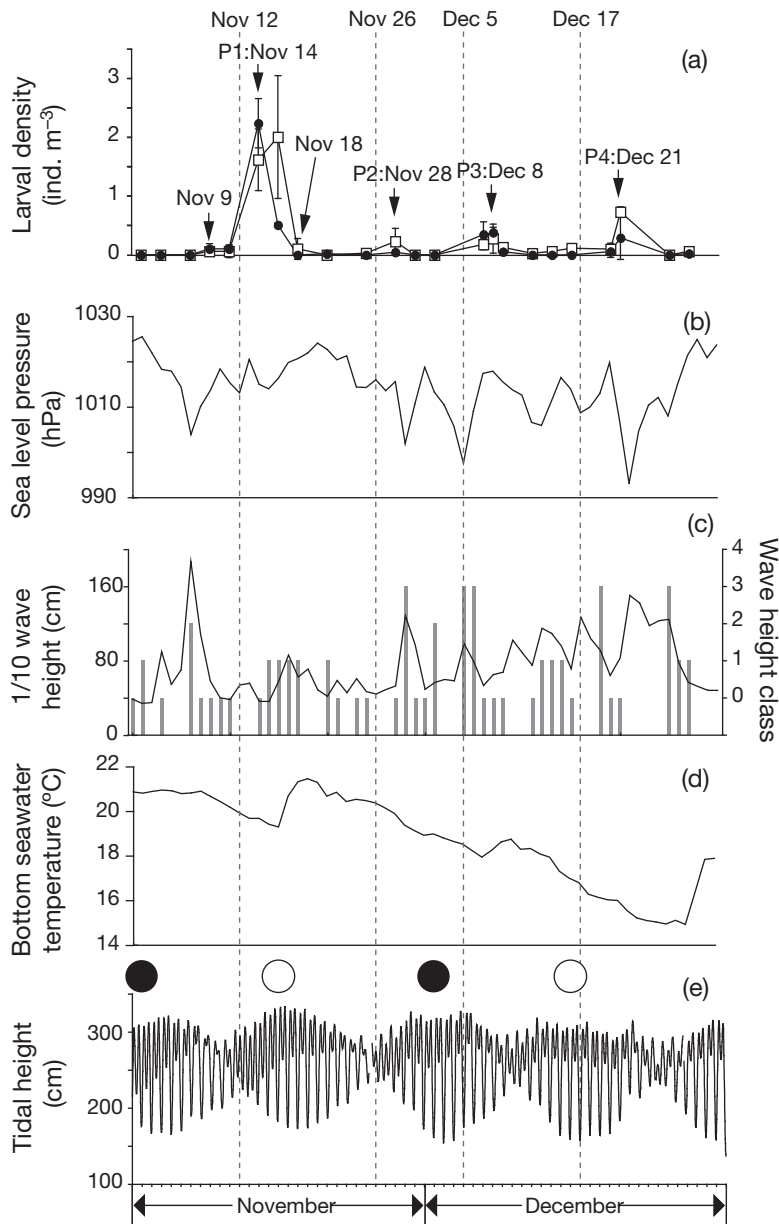 Nov 12 Nov 26 Dec 5 Dec 17
P1:Nov 14
(a)
Larval density
(ind. m⁻³)
3
2
1
0
Nov 9
Nov 18
P2:Nov 28
P3:Dec 8
P4:Dec 21
(b)
Sea level pressure
(hPa)
1030
1010
990
(c)
1/10 wave
height (cm)
160
80
0
4
3
2
1
0
Wave height class
(d)
Bottom seawater
temperature (ºC)
22
20
18
16
14
(e)
Tidal height
(cm)
300
200
100
November December